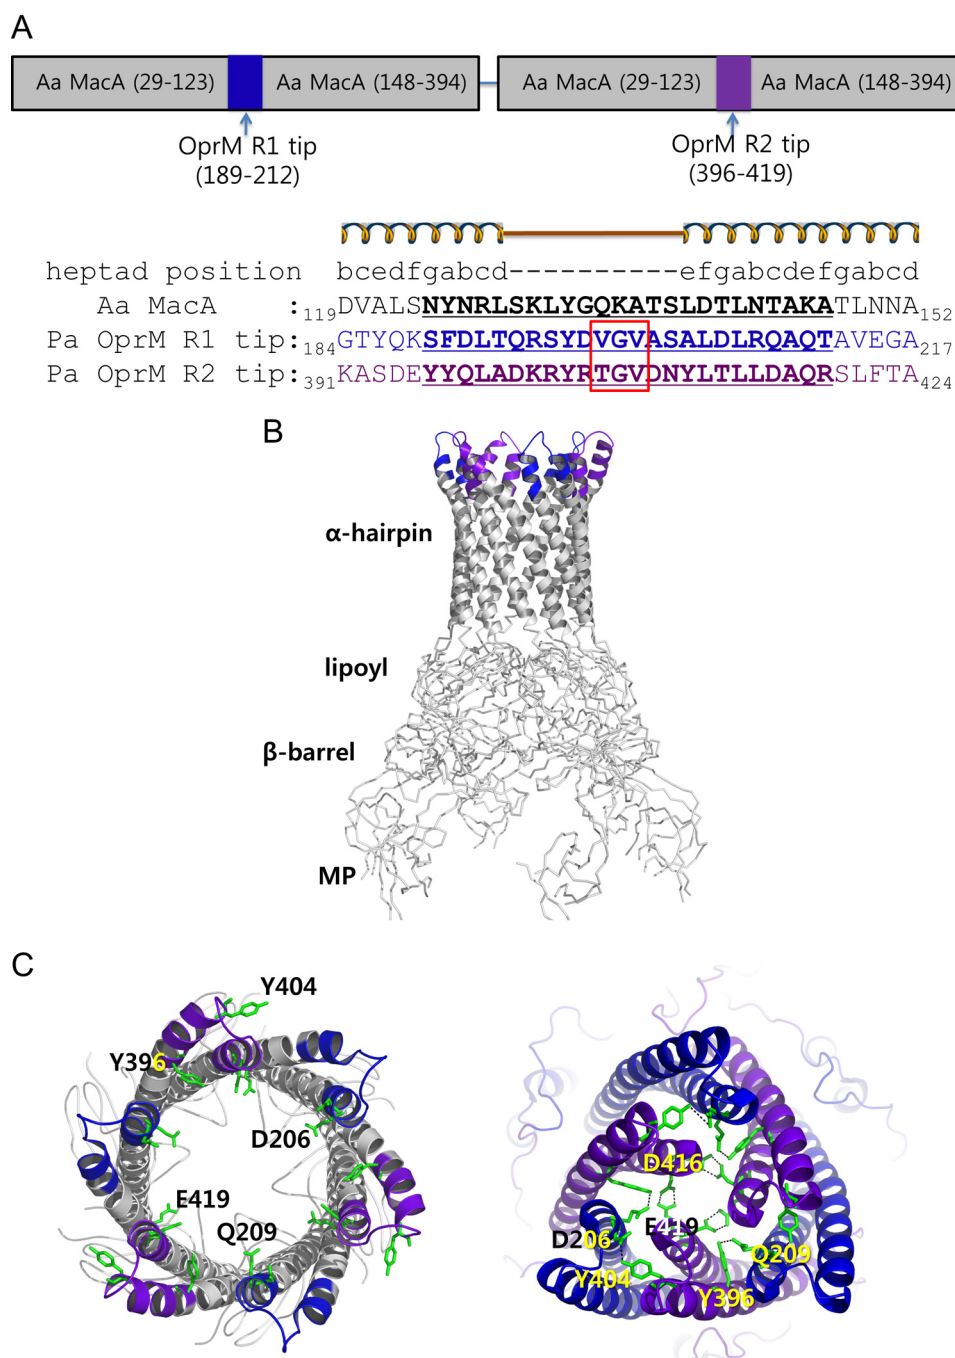 A
Aa MacA (29-123) Aa MacA (148-394) Aa MacA (29-123) Aa MacA (148-394)
OprM R1 tip OprM R2 tip
(189-212) (396-419)
heptad position bcedfgabcd-----------efgabcdefgabcd
Aa MacA :119DVALSNYNRLSKLYGQKATSLDTLNTAKATLNNA152
Pa OprM R1 tip:184GTYQKSFDLTQRSYDVGVASALDLRQAQTAVEGA217
Pa OprM R2 tip:391KASDEYYQLADKRYRTGVDNYLTLLDAQRSLFTA424
B
α-hairpin
lipoyl
β-barrel
MP
C
Y404
Y396
D206
E419
Q209
D416
D206 E419
Q209
Y404
Y396